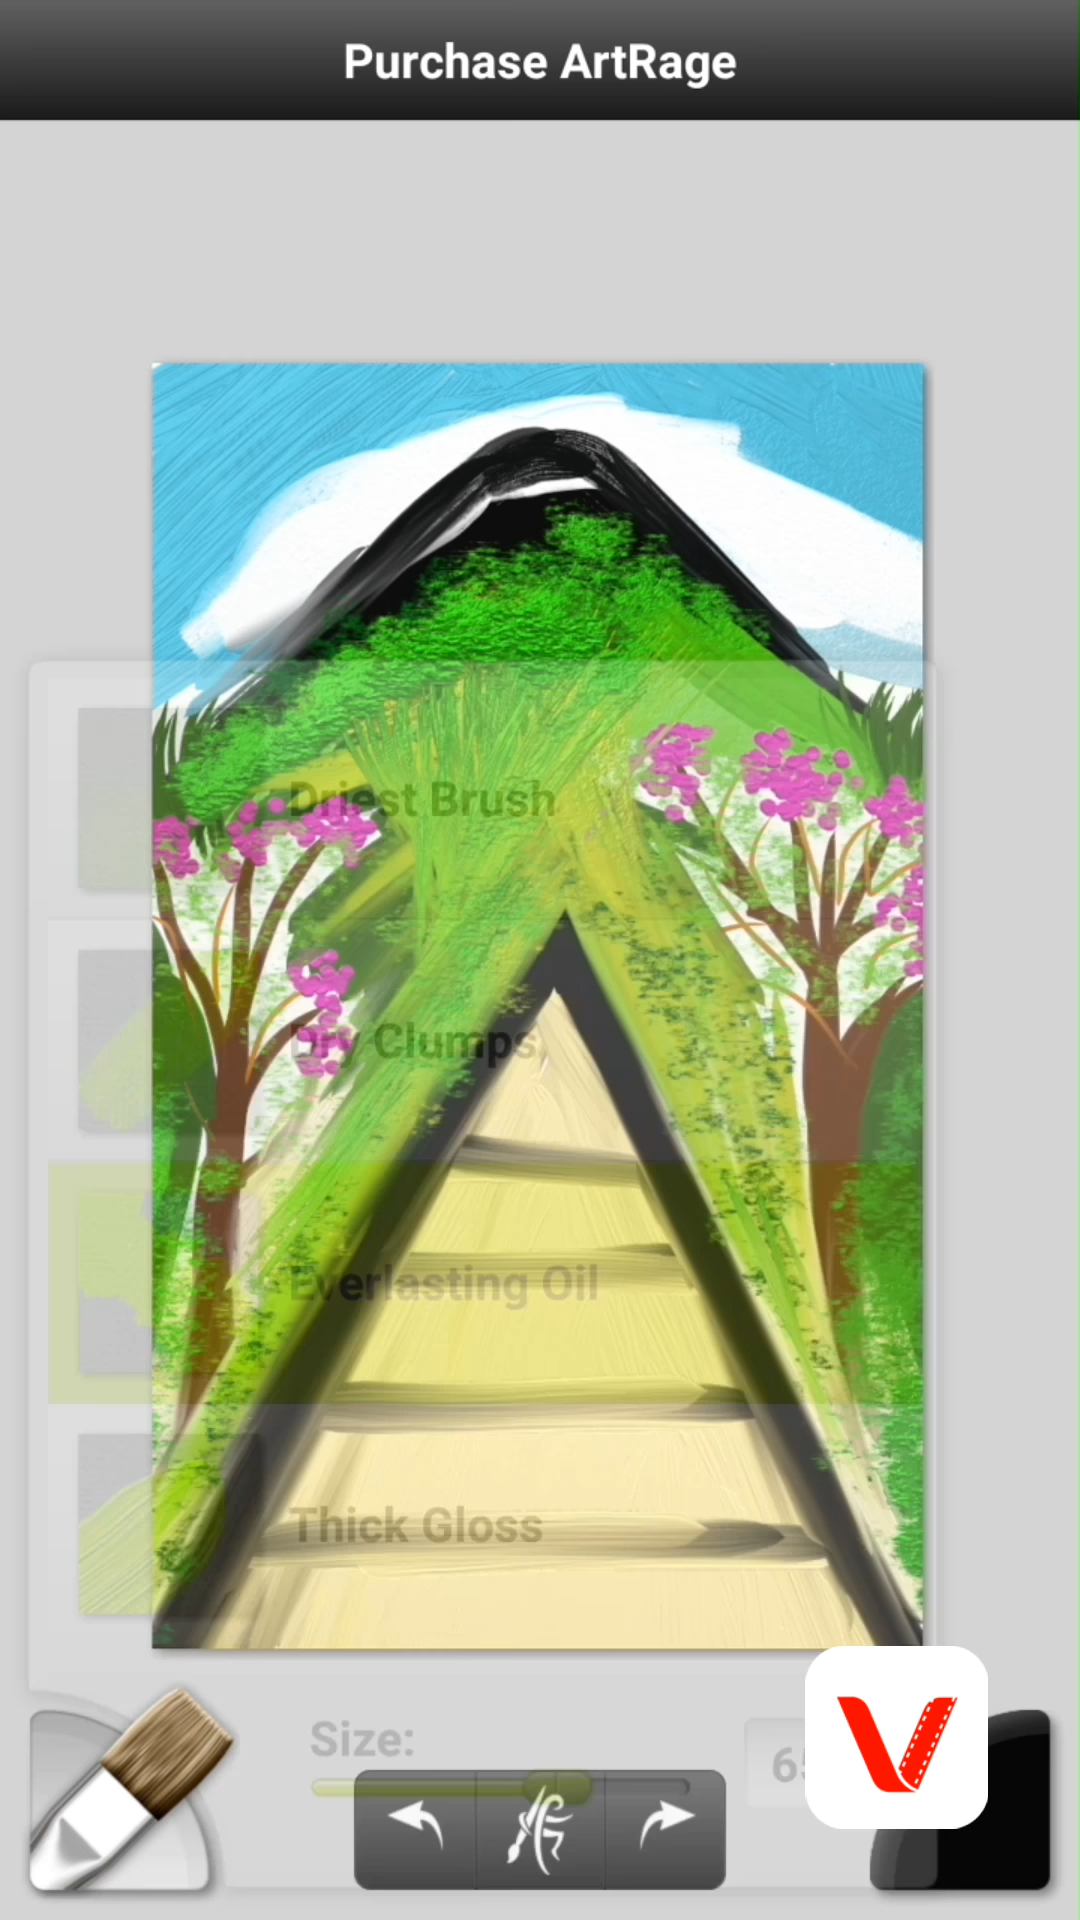 Purchase ArtRage
Driest Brush
Dry Clumps
Everlasting Oil
Thick Gloss
Size: